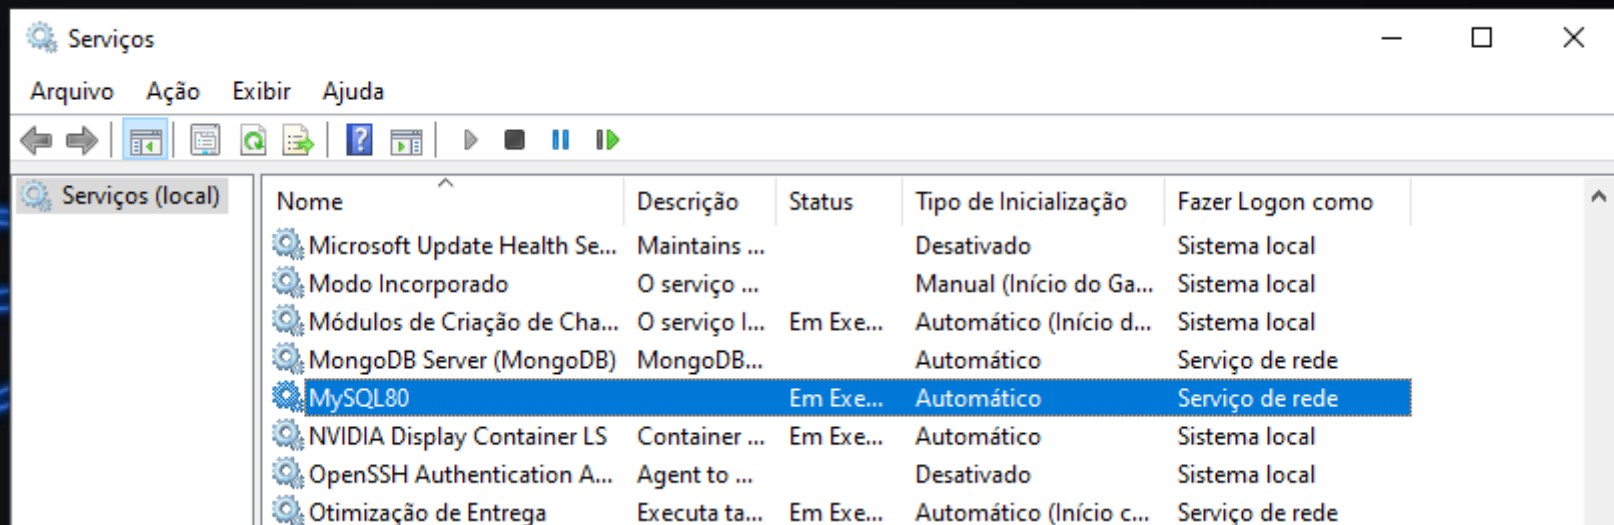 Serviços
Arquivo Ação Exibir Ajuda
Serviços (local)
Nome Descrição Status Tipo de Inicialização Fazer Logon como
Microsoft Update Health Se... Maintains ... Desativado Sistema local
Modo Incorporado O serviço ... Manual (Início do Ga... Sistema local
Módulos de Criação de Cha... O serviço I... Em Exe... Automático (Início d... Sistema local
MongoDB Server (MongoDB) MongoDB... Automático Serviço de rede
MySQL80 Em Exe... Automático Serviço de rede
NVIDIA Display Container LS Container ... Em Exe... Automático Sistema local
OpenSSH Authentication A... Agent to ... Desativado Sistema local
Otimização de Entrega Executa ta... Em Exe... Automático (Início c... Serviço de rede